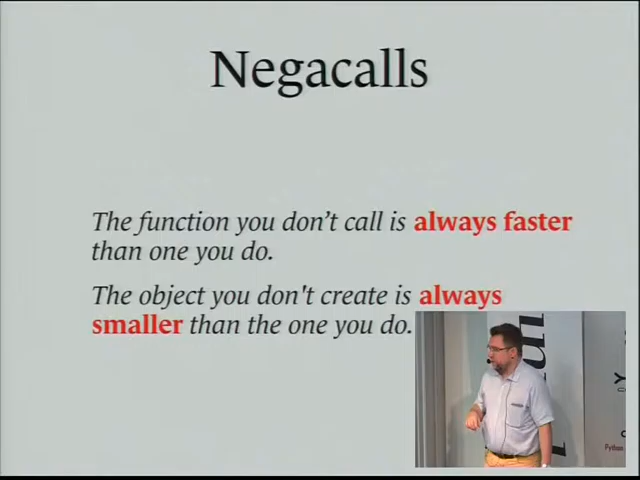 Negacalls
The function you don’t call is always faster
than one you do.
The object you don't create is always
smaller than the one you do.
Python